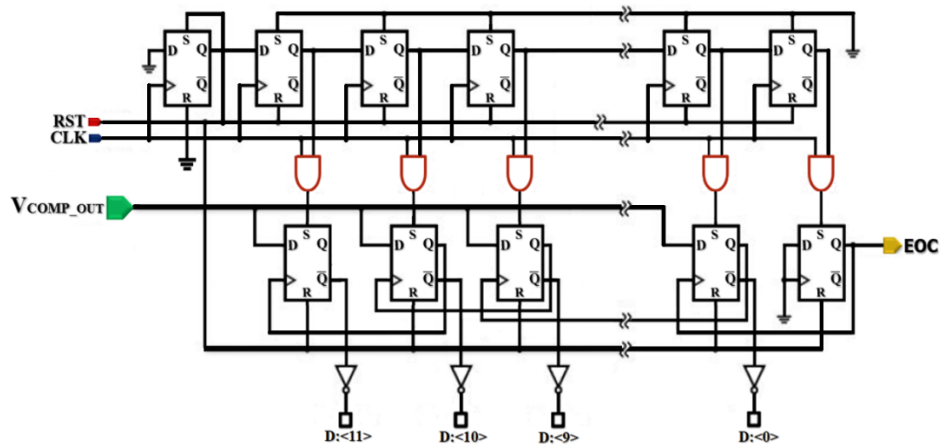 S S S S S S
D Q D Q D Q D Q D Q D Q
Q̅ Q̅ Q̅ Q̅ Q̅ Q̅
R R R R R R
RST
CLK
VCOMP_OUT
S S S S S
D Q D Q D Q D Q D Q
EOC
Q̅ Q̅ Q̅ Q̅ Q̅
R R R R R
D:<11> D:<10> D:<9> D:<0>